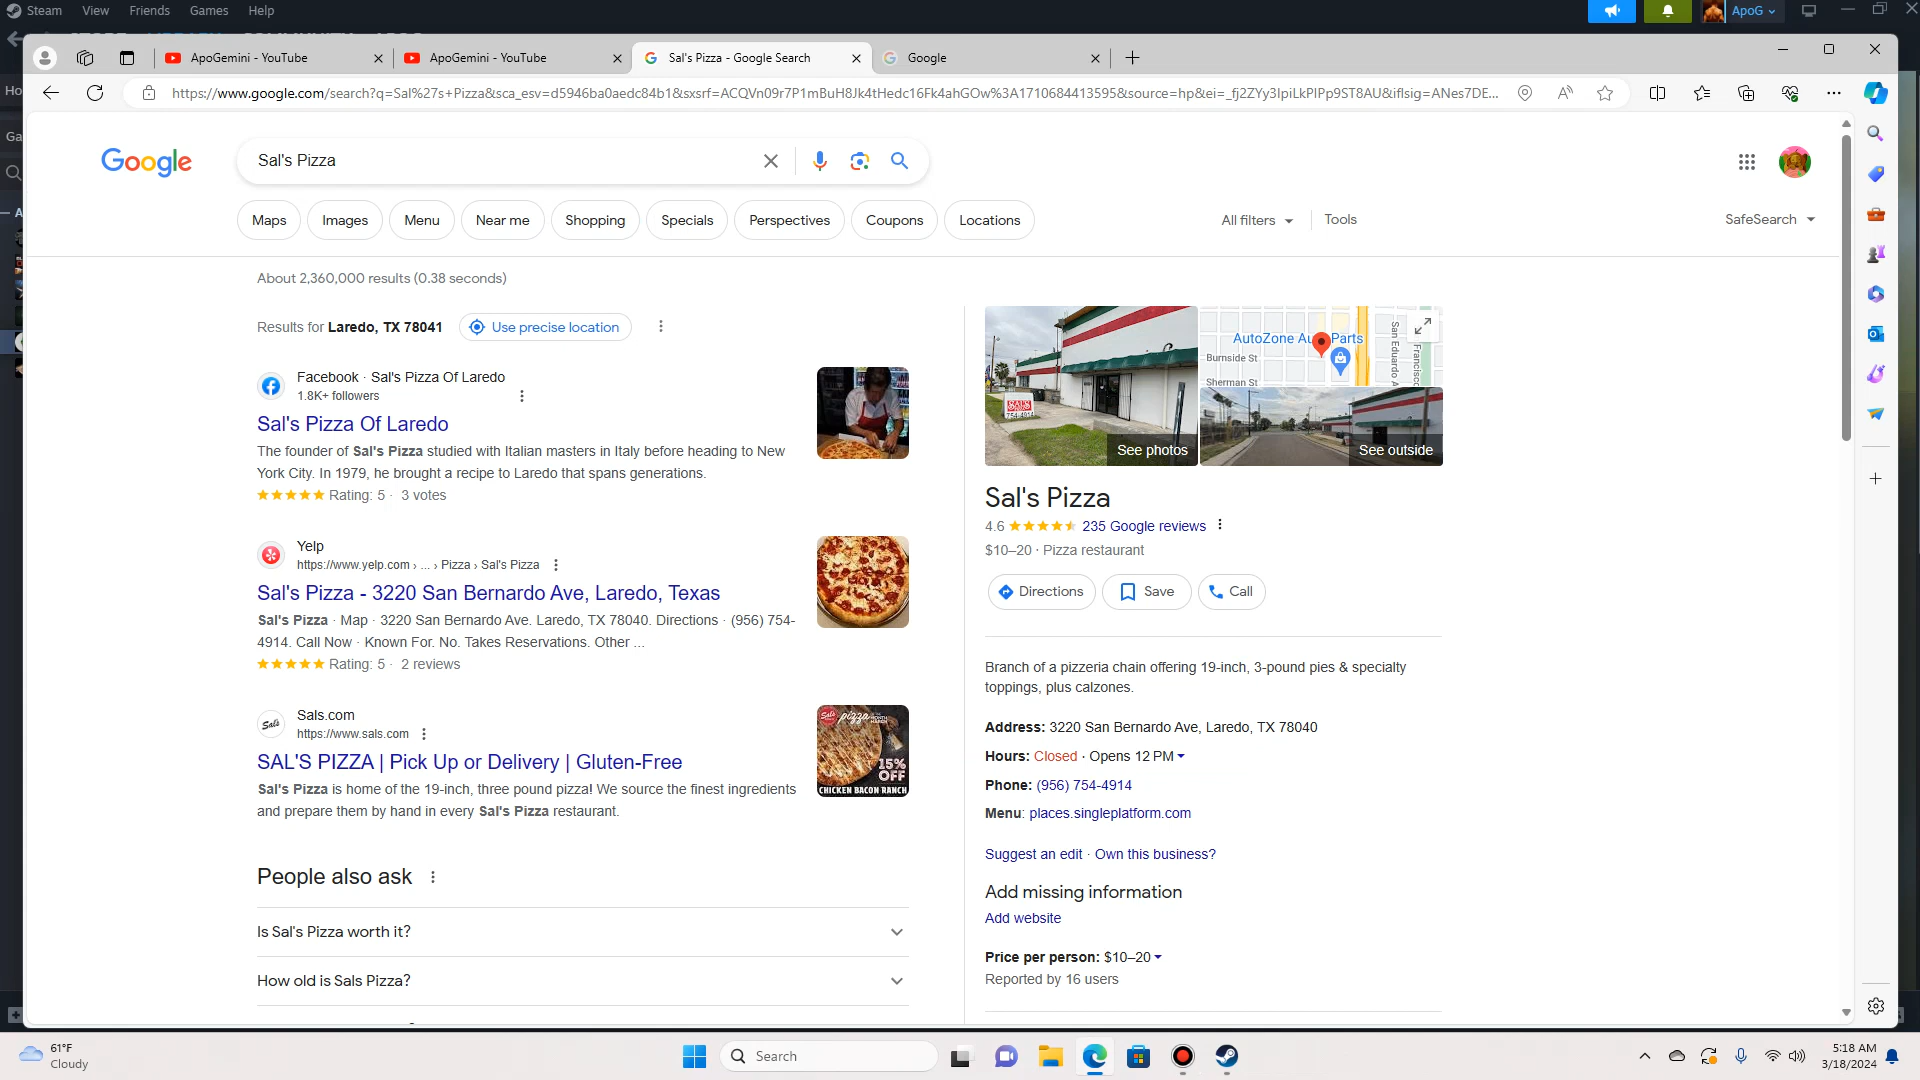 Steam View Friends Games Help
ApoG
ApoGemini - YouTube
ApoGemini - YouTube
Sal's Pizza - Google Search
Google
https://www.google.com/search?q=Sal%27s+Pizza&sca_esv=d5946ba0aedc84b1&sxsrf=ACQVn09r7P1mBuH8Jk4tHedc16Fk4ahGOw%3A1710684413595&source=hp&ei=_fj2ZYy3IpiLkPIPp9ST8AU&iflsig=ANes7DE...
Google
Sal's Pizza
Maps Images Menu Near me Shopping Specials Perspectives Coupons Locations
All filters Tools
SafeSearch
About 2,360,000 results (0.38 seconds)
Results for Laredo, TX 78041
Use precise location
Facebook · Sal's Pizza Of Laredo
1.8K+ followers
Sal's Pizza Of Laredo
The founder of Sal's Pizza studied with Italian masters in Italy before heading to New
York City. In 1979, he brought a recipe to Laredo that spans generations.
Rating: 5 · 3 votes
Yelp
https://www.yelp.com › ... › Pizza › Sal's Pizza
Sal's Pizza - 3220 San Bernardo Ave, Laredo, Texas
Sal's Pizza · Map · 3220 San Bernardo Ave. Laredo, TX 78040. Directions · (956) 754-
4914. Call Now · Known For. No. Takes Reservations. Other ...
Rating: 5 · 2 reviews
Sal's
Sals.com
https://www.sals.com
SAL'S PIZZA | Pick Up or Delivery | Gluten-Free
Sal's Pizza is home of the 19-inch, three pound pizza! We source the finest ingredients
and prepare them by hand in every Sal's Pizza restaurant.
Sal's
pizza
15%
OFF
CHICKEN BACON RANCH
People also ask
Is Sal's Pizza worth it?
How old is Sals Pizza?
SAL'S
754-4914
See photos
AutoZone Au Parts
Burnside St
Sherman St
San Eduardo A
Francisco
See outside
Sal's Pizza
4.6 235 Google reviews
$10–20 · Pizza restaurant
Directions Save Call
Branch of a pizzeria chain offering 19-inch, 3-pound pies & specialty
toppings, plus calzones.
Address: 3220 San Bernardo Ave, Laredo, TX 78040
Hours: Closed · Opens 12 PM
Phone: (956) 754-4914
Menu: places.singleplatform.com
Suggest an edit · Own this business?
Add missing information
Add website
Price per person: $10–20
Reported by 16 users
61°F
Cloudy
Search
5:18 AM
3/18/2024